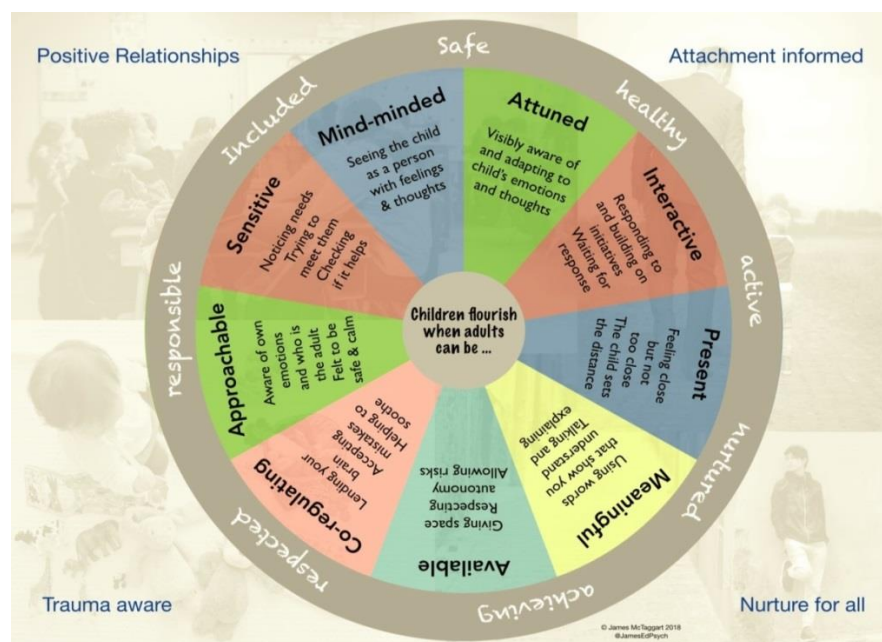 Positive Relationships
Attachment informed
safe
healthy
active
nurtured
achieving
respected
responsible
Included
Attuned
Visibly aware of
and adapting to
child's emotions
and thoughts
Interactive
Responding to
and building on
initiatives
Waiting for
response
Present
Feeling close
but not
too close
The child sets
the distance
Meaningful
Using words
that show you
understand
Talking and
explaining
Available
Giving space
Respecting
autonomy
Allowing risks
Co-regulating
Lending your
brain
Accepting
mistakes
Helping to
soothe
Approachable
Aware of own
emotions
and who is
the adult
Felt to be
safe & calm
Sensitive
Noticing needs
Trying to
meet them
Checking
if it helps
Mind-minded
Seeing the child
as a person
with feelings
& thoughts
Children flourish
when adults
can be ...
Trauma aware
Nurture for all
© James McTaggart 2018
@JamesEdPsych